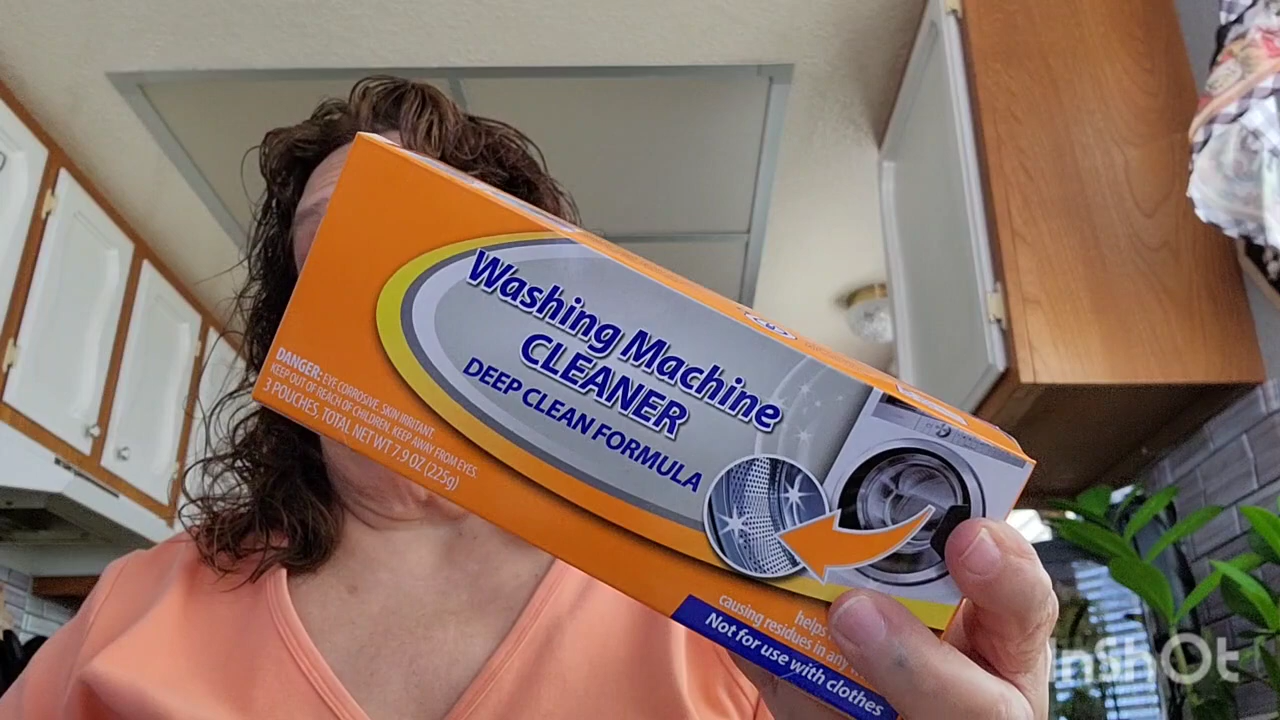 Washing Machine
CLEANER
DEEP CLEAN FORMULA
DANGER: EYE CORROSIVE. SKIN IRRITANT.
KEEP OUT OF REACH OF CHILDREN. KEEP AWAY FROM EYES.
3 POUCHES, TOTAL NET WT 7.9 OZ (225g)
helps
causing residues in any
Not for use with clothes
InShOt